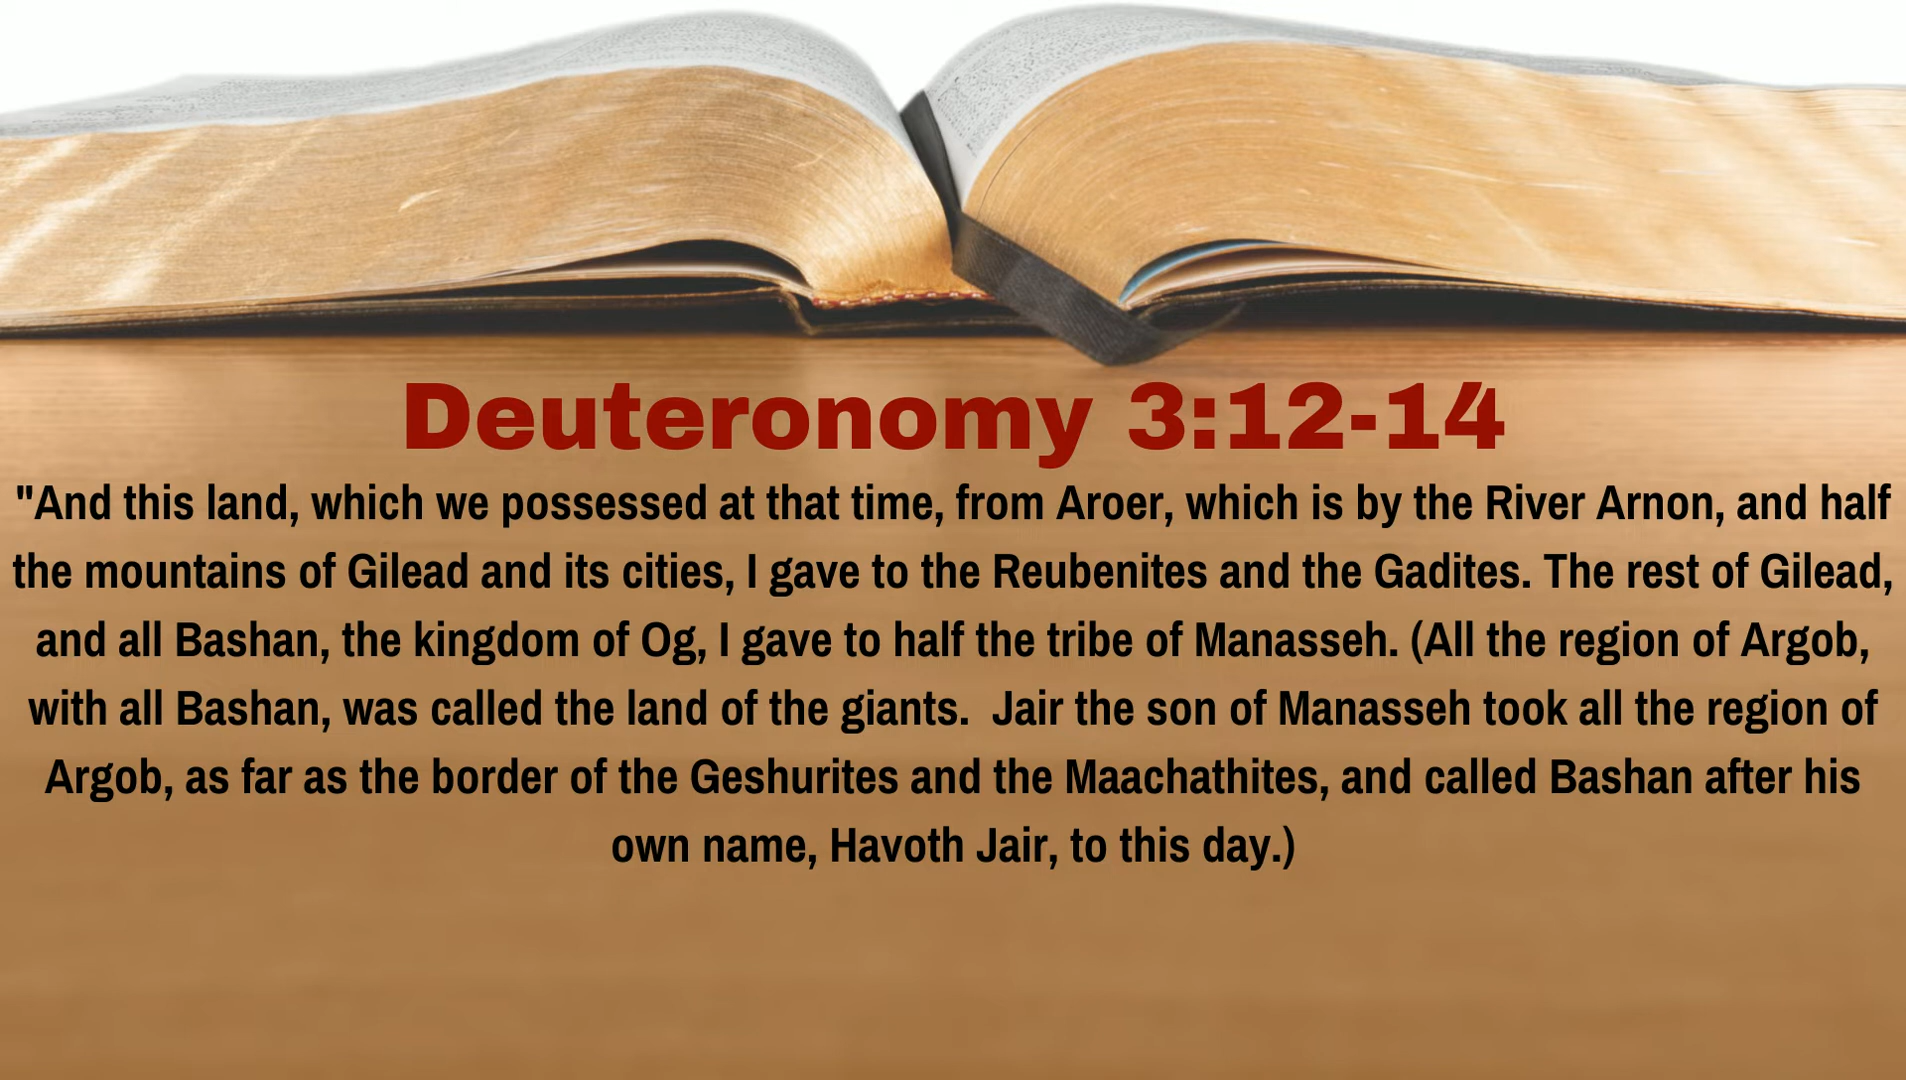 Deuteronomy 3:12-14
"And this land, which we possessed at that time, from Aroer, which is by the River Arnon, and half
the mountains of Gilead and its cities, I gave to the Reubenites and the Gadites. The rest of Gilead,
and all Bashan, the kingdom of Og, I gave to half the tribe of Manasseh. (All the region of Argob,
with all Bashan, was called the land of the giants.  Jair the son of Manasseh took all the region of
Argob, as far as the border of the Geshurites and the Maachathites, and called Bashan after his
own name, Havoth Jair, to this day.)